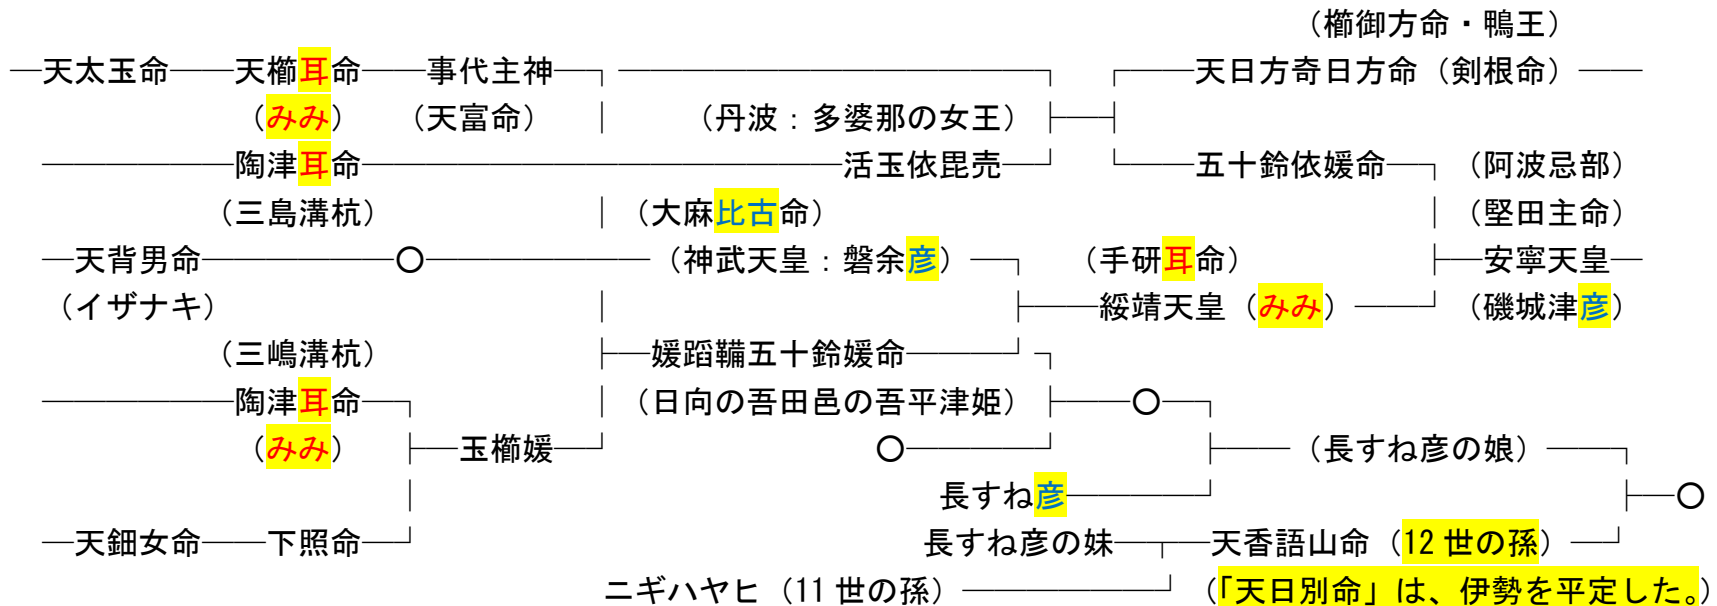 （櫛御方命・鴨王）
―天太玉命――天櫛耳命――事代主神―┐―――――――――――――┐ ┌――天日方奇日方命（剣根命）――
（みみ） （天富命） ｜ （丹波：多婆那の女王） ├―┤
――――――陶津耳命―――――――――――――――活玉依毘売―┘ └――五十鈴依媛命―┐ （阿波忌部）
（三島溝杭） ｜ （大麻比古命） ｜ （堅田主命）
―天背男命――――――○―――――――（神武天皇：磐余彦）―┐ （手研耳命） ├―安寧天皇―
（イザナキ） ｜ ├――綏靖天皇（みみ）――┘ （磯城津彦）
（三嶋溝杭） ├―媛蹈鞴五十鈴媛命―――┘┐
――――――陶津耳命―┐ ｜ （日向の吾田邑の吾平津姫） ├――○―┐
（みみ） ├―玉櫛媛―┘ ○――――┘ ├――（長すね彦の娘）――┐
｜ 長すね彦――――┘ ├―○
―天鈿女命――下照命―┘ 長すね彦の妹―┬―天香語山命（12世の孫）―┘
ニギハヤヒ（11世の孫）――――――┘ （「天日別命」は、伊勢を平定した。）